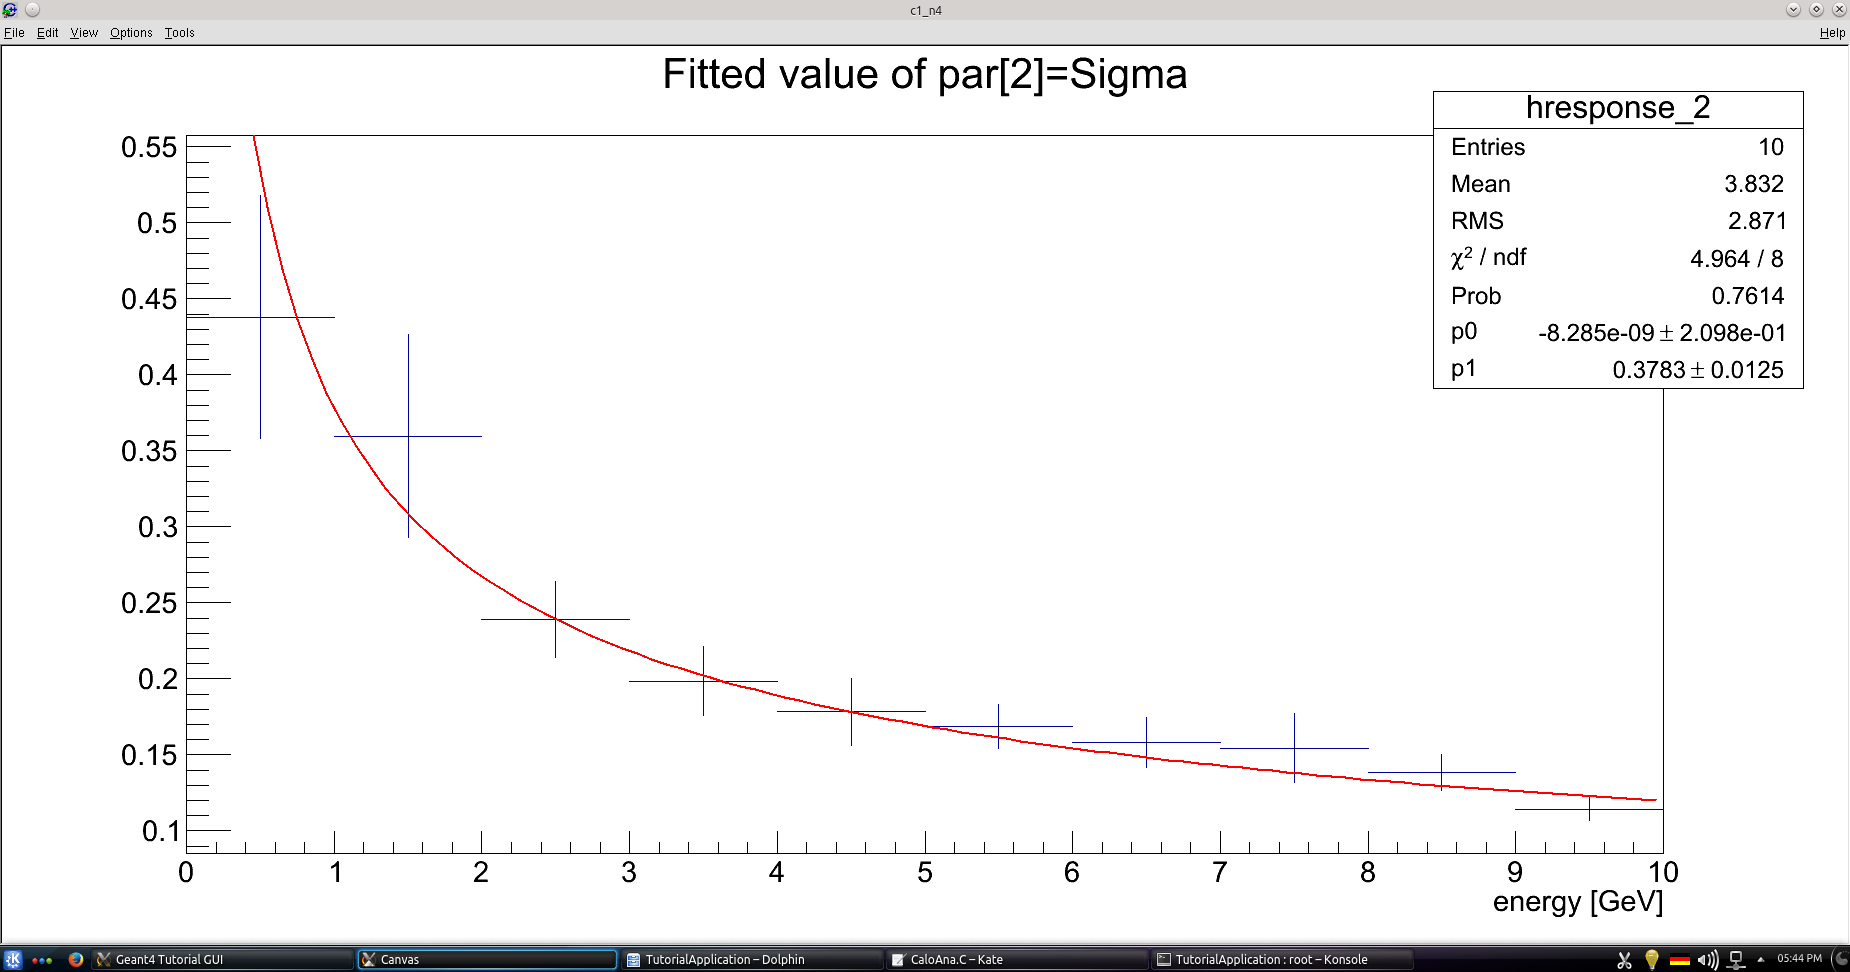 c1_n4
File Edit View Options Tools Help
Fitted value of par[2]=Sigma
hresponse_2
Entries 10
Mean 3.832
RMS 2.871
χ² / ndf 4.964 / 8
Prob 0.7614
p0 -8.285e-09 ± 2.098e-01
p1 0.3783 ± 0.0125
0.55
0.5
0.45
0.4
0.35
0.3
0.25
0.2
0.15
0.1
0 1 2 3 4 5 6 7 8 9 10
energy [GeV]
Geant4 Tutorial GUI Canvas TutorialApplication – Dolphin CaloAna.C – Kate TutorialApplication : root – Konsole 05:44 PM